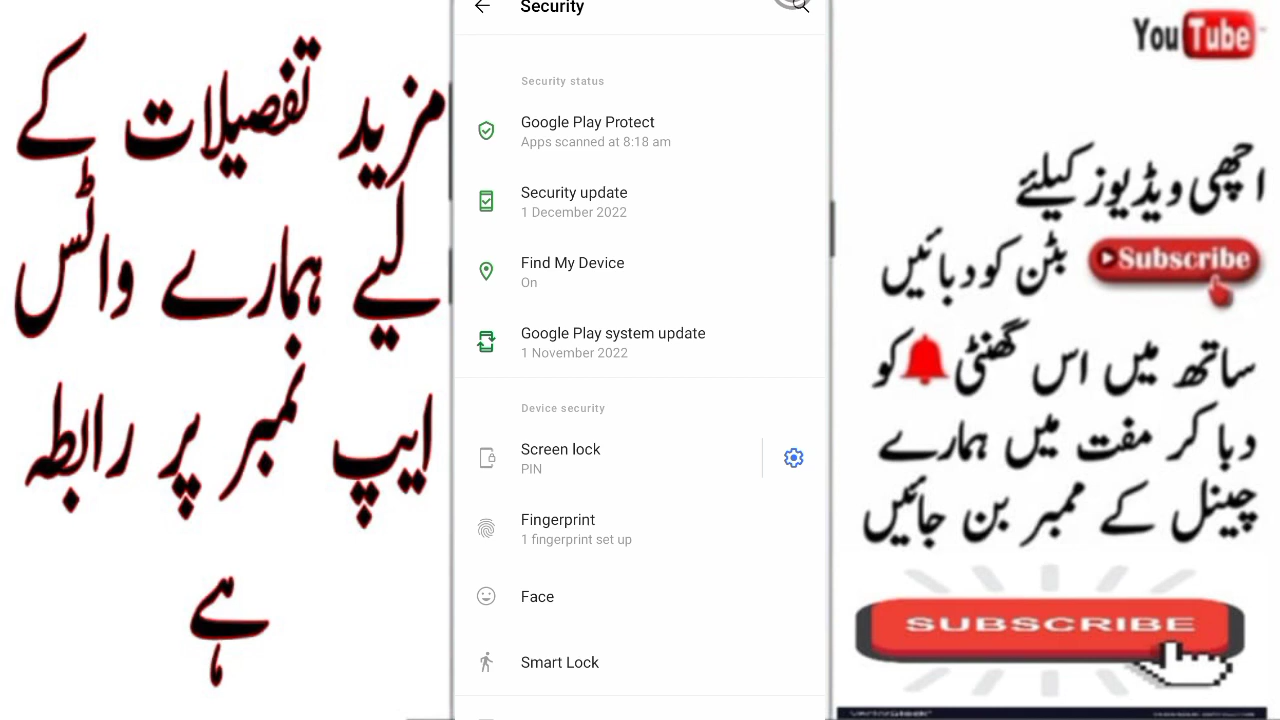 مزید تفصیلات کے
لیے ہمارے واٹس
ایپ نمبر پر رابطہ
ہے
Security
Security status
Google Play Protect
Apps scanned at 8:18 am
Security update
1 December 2022
Find My Device
On
Google Play system update
1 November 2022
Device security
Screen lock
PIN
Fingerprint
1 fingerprint set up
Face
Smart Lock
YouTube
اچھی ویڈیوز کیلئے
Subscribe بٹن کو دبائیں
ساتھ میں اس گھنٹی کو
دبا کر مفت میں ہمارے
چینل کے ممبر بن جائیں
SUBSCRIBE